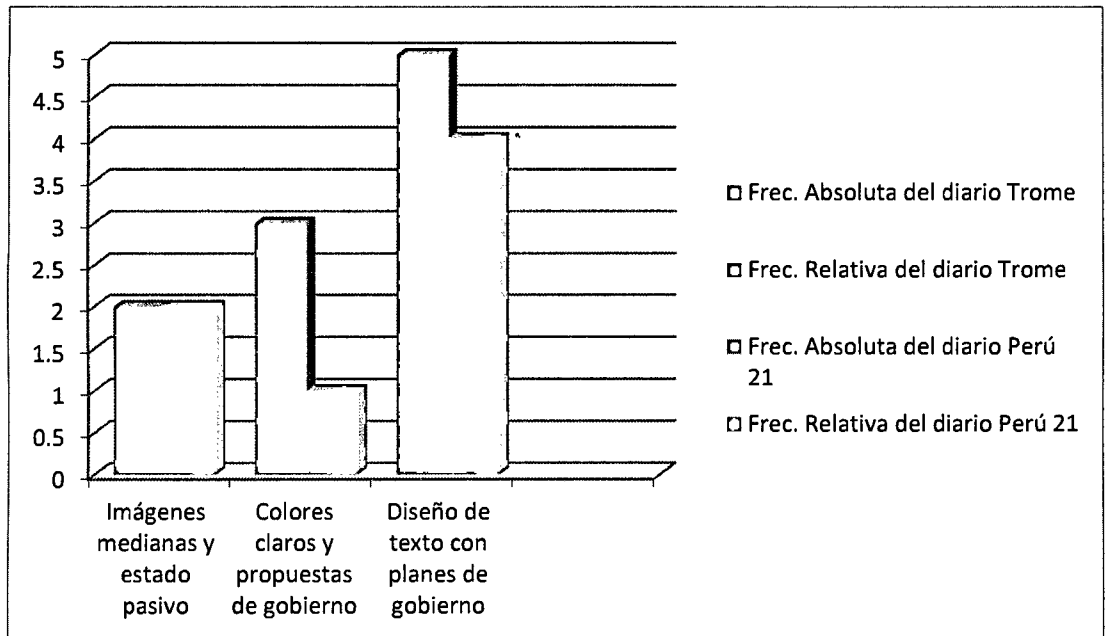 5
4.5
4
3.5
3
2.5
2
1.5
1
0.5
0
Imágenes
medianas y
estado
pasivo
Colores
claros y
propuestas
de gobierno
Diseño de
texto con
planes de
gobierno
Frec. Absoluta del diario Trome
Frec. Relativa del diario Trome
Frec. Absoluta del diario Perú
21
Frec. Relativa del diario Perú 21